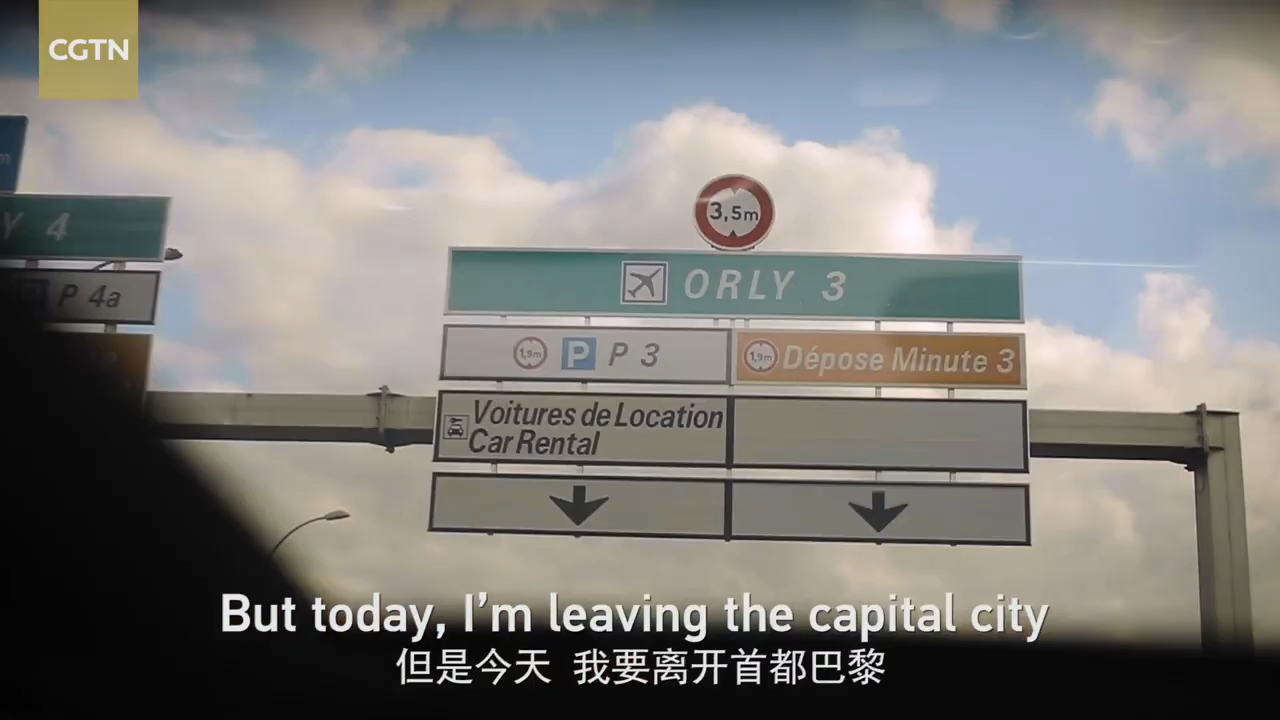 CGTN
m
Y 4
P 4a
3,5m
ORLY 3
1,9m P P 3
1,9m Dépose Minute 3
Voitures de Location
Car Rental
But today, I'm leaving the capital city
但是今天 我要离开首都巴黎